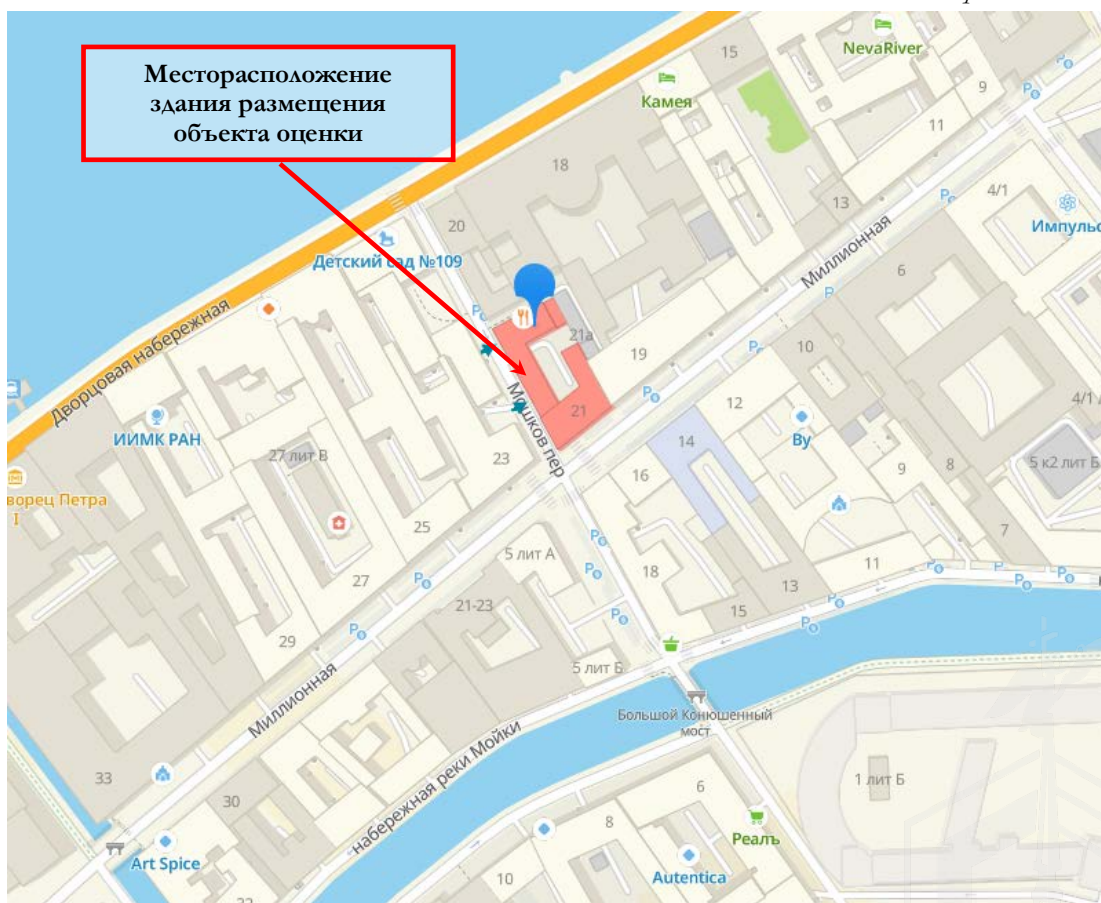 Месторасположение
здания размещения
объекта оценки
NevaRiver
15
9
Камея
11
18
13
4/1
Импульс
20
Детский сад №109
Миллионная
6
21а
19
10
Дворцовая набережная
Мошков пер
21
12
4/1
ИИМК РАН
14
Ву
27 лит В
23
16
9
8
5 к2 лит Б
ворец Петра
I
25
7
5 лит А
11
27
18
13
21-23
15
29
5 лит Б
Миллионная
Большой Конюшенный
мост
набережная реки Мойки
33
30
6
1 лит Б
8
Реалъ
Art Spice
10
Autentica